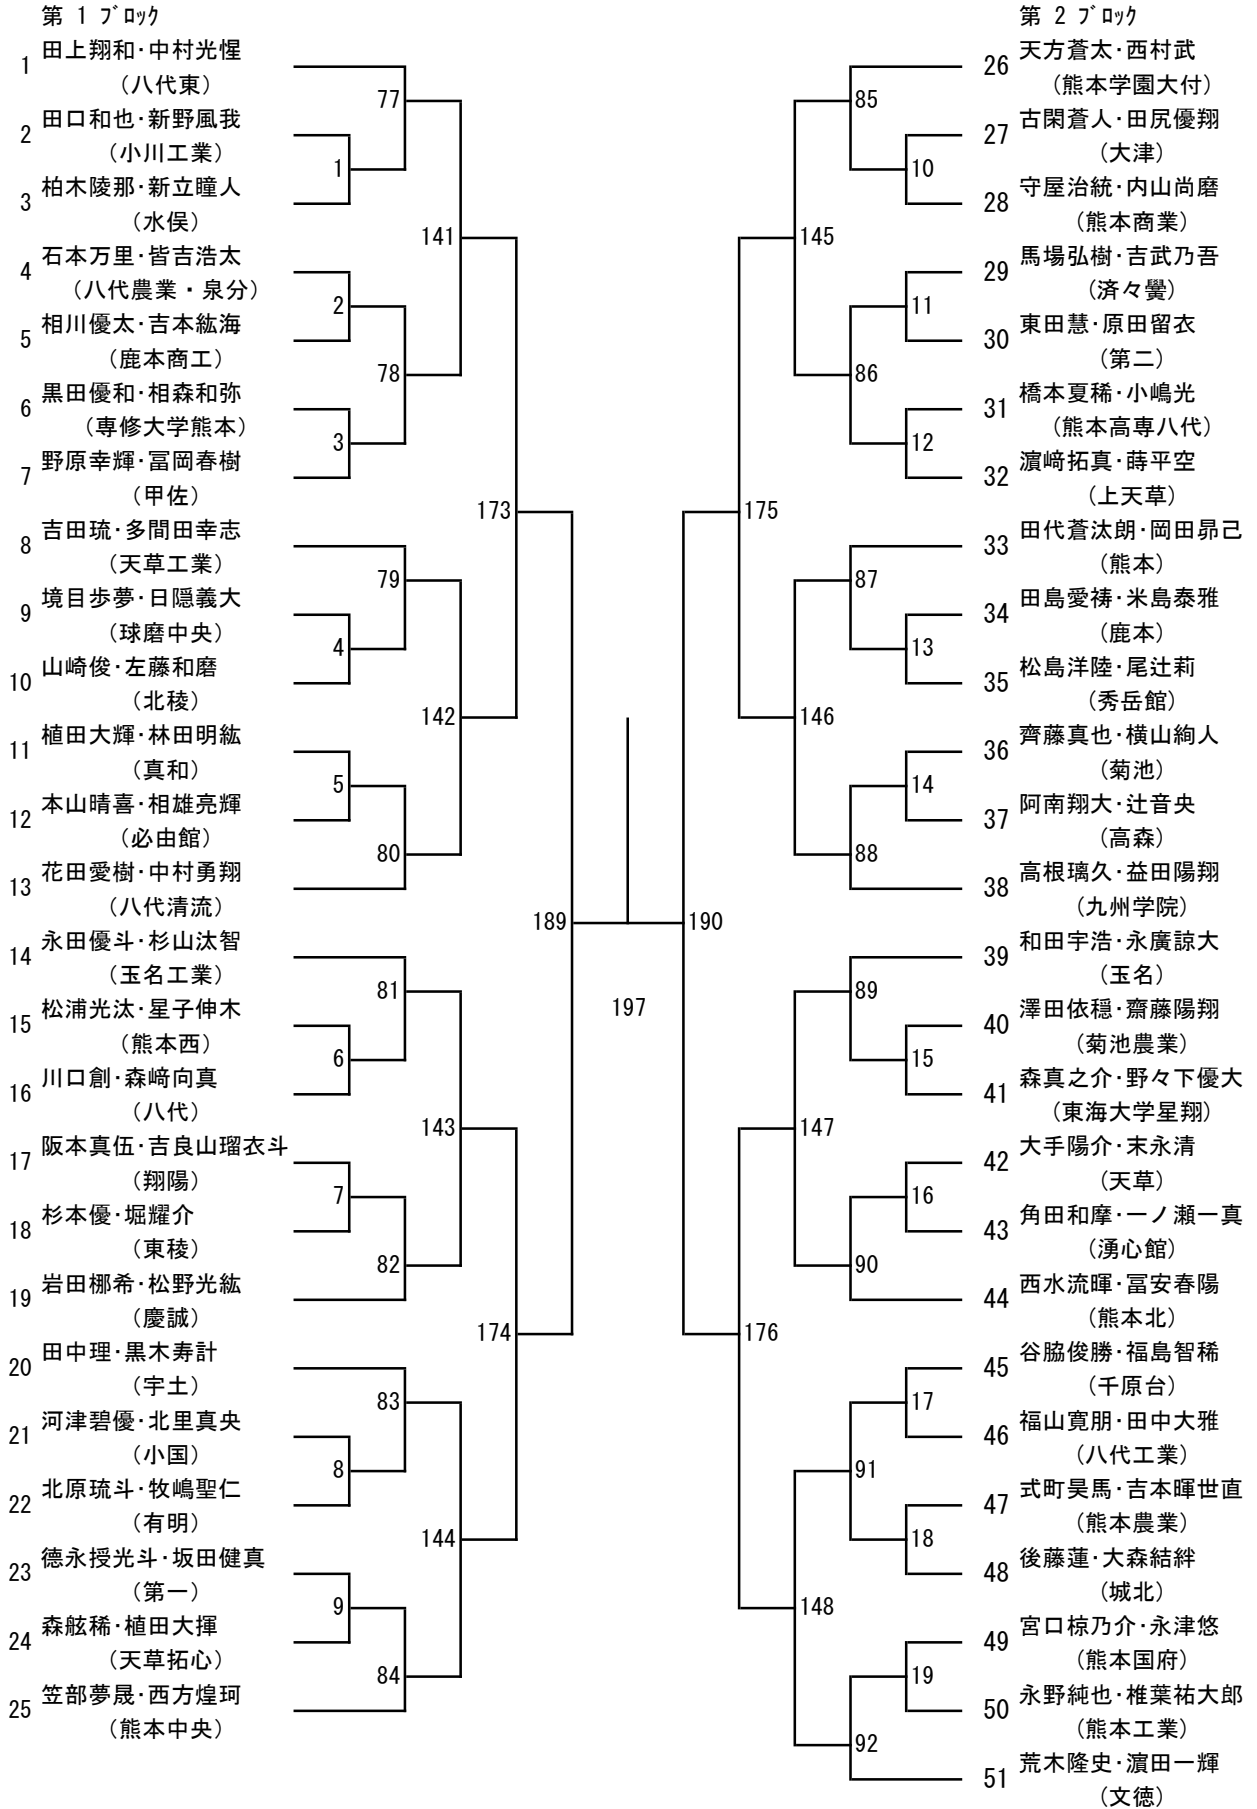 第 1 ﾌﾞﾛｯｸ
1 田上翔和･中村光惺
(八代東)
2 田口和也･新野風我
(小川工業)
3 柏木陵那･新立瞳人
(水俣)
4 石本万里･皆吉浩太
(八代農業・泉分)
5 相川優太･吉本紘海
(鹿本商工)
6 黒田優和･相森和弥
(専修大学熊本)
7 野原幸輝･冨岡春樹
(甲佐)
8 吉田琉･多間田幸志
(天草工業)
9 境目歩夢･日隠義大
(球磨中央)
10 山崎俊･左藤和磨
(北稜)
11 植田大輝･林田明紘
(真和)
12 本山晴喜･相雄亮輝
(必由館)
13 花田愛樹･中村勇翔
(八代清流)
14 永田優斗･杉山汰智
(玉名工業)
15 松浦光汰･星子伸木
(熊本西)
16 川口創･森﨑向真
(八代)
17 阪本真伍･吉良山瑠衣斗
(翔陽)
18 杉本優･堀耀介
(東稜)
19 岩田梛希･松野光紘
(慶誠)
20 田中理･黒木寿計
(宇土)
21 河津碧優･北里真央
(小国)
22 北原琉斗･牧嶋聖仁
(有明)
23 德永授光斗･坂田健真
(第一)
24 森舷稀･植田大揮
(天草拓心)
25 笠部夢晟･西方煌珂
(熊本中央)
77
1
141
2
78
3
173
79
4
142
5
80
189
81
6
143
7
82
174
83
8
144
9
84
197
第 2 ﾌﾞﾛｯｸ
26 天方蒼太･西村武
(熊本学園大付)
27 古閑蒼人･田尻優翔
(大津)
28 守屋治統･内山尚磨
(熊本商業)
29 馬場弘樹･吉武乃吾
(済々黌)
30 東田慧･原田留衣
(第二)
31 橋本夏稀･小嶋光
(熊本高専八代)
32 濵﨑拓真･蒔平空
(上天草)
33 田代蒼汰朗･岡田昴己
(熊本)
34 田島愛祷･米島泰雅
(鹿本)
35 松島洋陸･尾辻莉
(秀岳館)
36 齊藤真也･横山絢人
(菊池)
37 阿南翔大･辻音央
(高森)
38 高根璃久･益田陽翔
(九州学院)
39 和田宇浩･永廣諒大
(玉名)
40 澤田依穏･齋藤陽翔
(菊池農業)
41 森真之介･野々下優大
(東海大学星翔)
42 大手陽介･末永清
(天草)
43 角田和摩･一ノ瀬一真
(湧心館)
44 西水流暉･冨安春陽
(熊本北)
45 谷脇俊勝･福島智稀
(千原台)
46 福山寛朋･田中大雅
(八代工業)
47 式町昊馬･吉本暉世直
(熊本農業)
48 後藤蓮･大森結絆
(城北)
49 宮口椋乃介･永津悠
(熊本国府)
50 永野純也･椎葉祐大郎
(熊本工業)
51 荒木隆史･濵田一輝
(文徳)
85
10
145
11
86
12
175
87
13
146
14
88
190
89
15
147
16
90
176
17
91
18
148
19
92